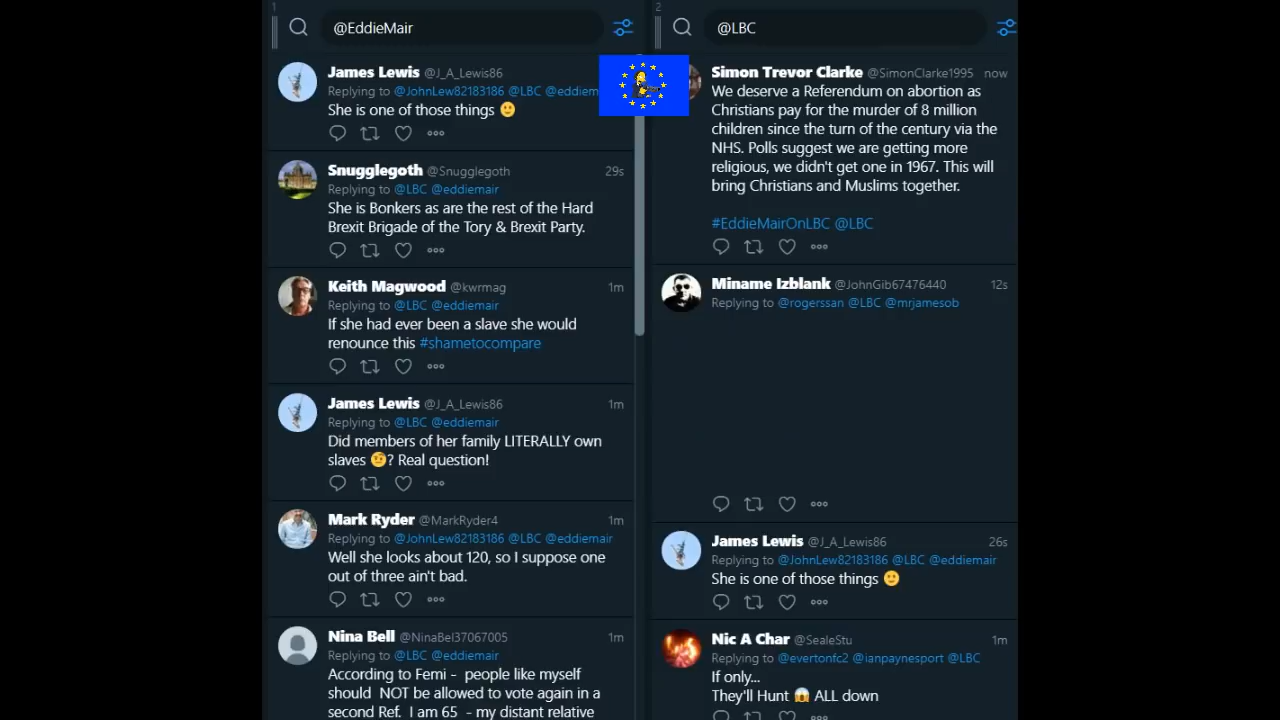 1
@EddieMair
James Lewis @J_A_Lewis86
Replying to @JohnLew82183186 @LBC @eddiem
She is one of those things 🙂
Snugglegoth @Snugglegoth 29s
Replying to @LBC @eddiemair
She is Bonkers as are the rest of the Hard
Brexit Brigade of the Tory & Brexit Party.
Keith Magwood @kwrmag 1m
Replying to @LBC @eddiemair
If she had ever been a slave she would
renounce this #shametocompare
James Lewis @J_A_Lewis86 1m
Replying to @LBC @eddiemair
Did members of her family LITERALLY own
slaves 🤨? Real question!
Mark Ryder @MarkRyder4 1m
Replying to @JohnLew82183186 @LBC @eddiemair
Well she looks about 120, so I suppose one
out of three ain't bad.
Nina Bell @NinaBel37067005 1m
Replying to @LBC @eddiemair
According to Femi - people like myself
should NOT be allowed to vote again in a
second Ref. I am 65 - my distant relative
2
@LBC
Simon Trevor Clarke @SimonClarke1995 now
We deserve a Referendum on abortion as
Christians pay for the murder of 8 million
children since the turn of the century via the
NHS. Polls suggest we are getting more
religious, we didn't get one in 1967. This will
bring Christians and Muslims together.
#EddieMairOnLBC @LBC
Miname Izblank @JohnGib67476440 12s
Replying to @rogerssan @LBC @mrjamesob
James Lewis @J_A_Lewis86 26s
Replying to @JohnLew82183186 @LBC @eddiemair
She is one of those things 🙂
Nic A Char @SealeStu 1m
Replying to @evertonfc2 @ianpaynesport @LBC
If only...
They'll Hunt 😱 ALL down